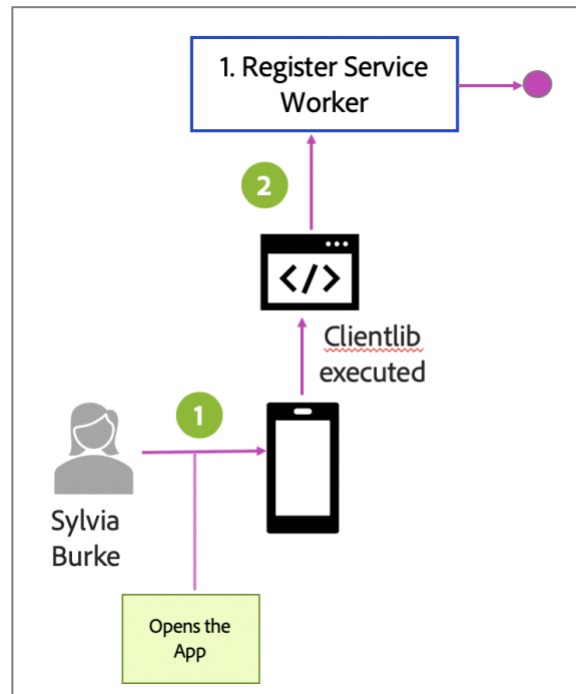 1. Register Service
Worker
2
</>
Clientlib
executed
1
Sylvia
Burke
Opens the
App